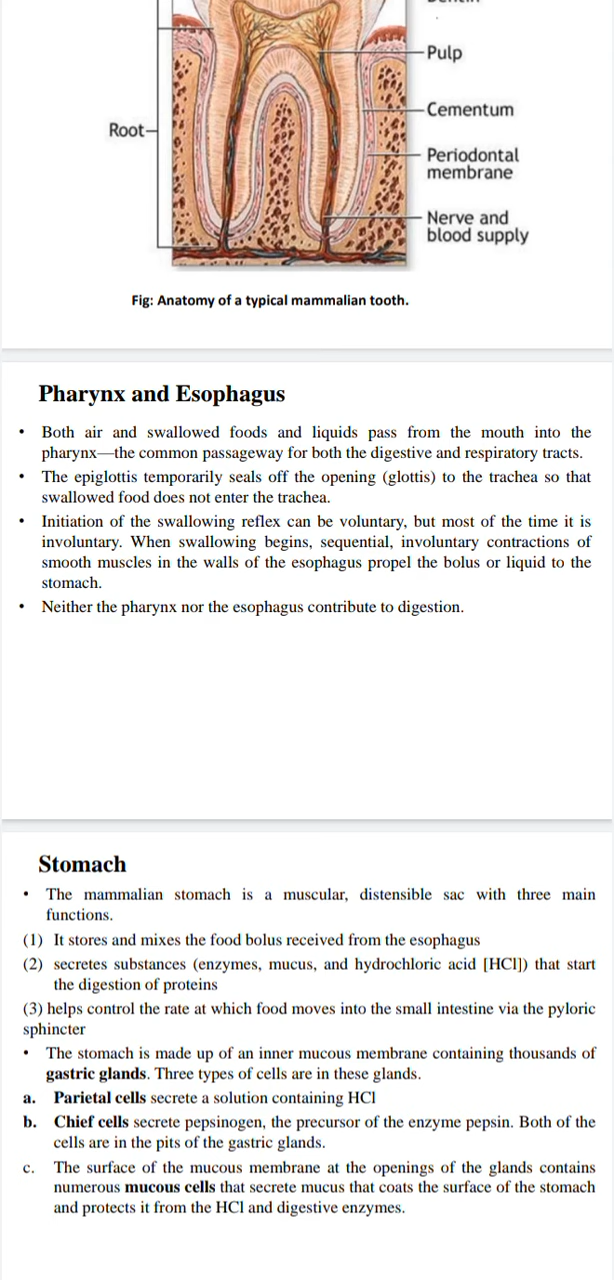 Pulp
Cementum
Root
Periodontal
membrane
Nerve and
blood supply
Fig: Anatomy of a typical mammalian tooth.
Pharynx and Esophagus
• Both air and swallowed foods and liquids pass from the mouth into the
pharynx—the common passageway for both the digestive and respiratory tracts.
• The epiglottis temporarily seals off the opening (glottis) to the trachea so that
swallowed food does not enter the trachea.
• Initiation of the swallowing reflex can be voluntary, but most of the time it is
involuntary. When swallowing begins, sequential, involuntary contractions of
smooth muscles in the walls of the esophagus propel the bolus or liquid to the
stomach.
• Neither the pharynx nor the esophagus contribute to digestion.
Stomach
• The mammalian stomach is a muscular, distensible sac with three main
functions.
(1) It stores and mixes the food bolus received from the esophagus
(2) secretes substances (enzymes, mucus, and hydrochloric acid [HCl]) that start
the digestion of proteins
(3) helps control the rate at which food moves into the small intestine via the pyloric
sphincter
• The stomach is made up of an inner mucous membrane containing thousands of
gastric glands. Three types of cells are in these glands.
a. Parietal cells secrete a solution containing HCl
b. Chief cells secrete pepsinogen, the precursor of the enzyme pepsin. Both of the
cells are in the pits of the gastric glands.
c. The surface of the mucous membrane at the openings of the glands contains
numerous mucous cells that secrete mucus that coats the surface of the stomach
and protects it from the HCl and digestive enzymes.